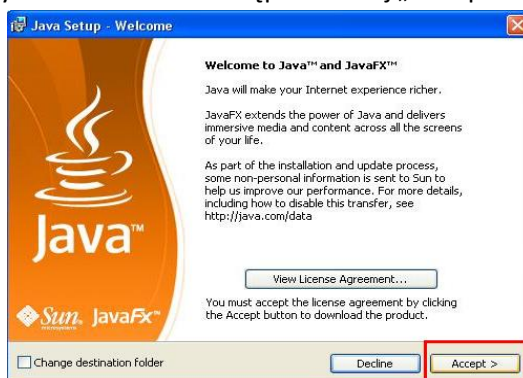 Java Setup - Welcome
Welcome to Java™ and JavaFX™
Java will make your Internet experience richer.
JavaFX extends the power of Java and delivers
immersive media and content across all the screens
of your life.
As part of the installation and update process,
some non-personal information is sent to Sun to
help us improve our performance. For more details,
including how to disable this transfer, see
http://java.com/data
Java™
View License Agreement...
You must accept the license agreement by clicking
the Accept button to download the product.
Sun microsystems JavaFX™
Change destination folder
Decline
Accept >